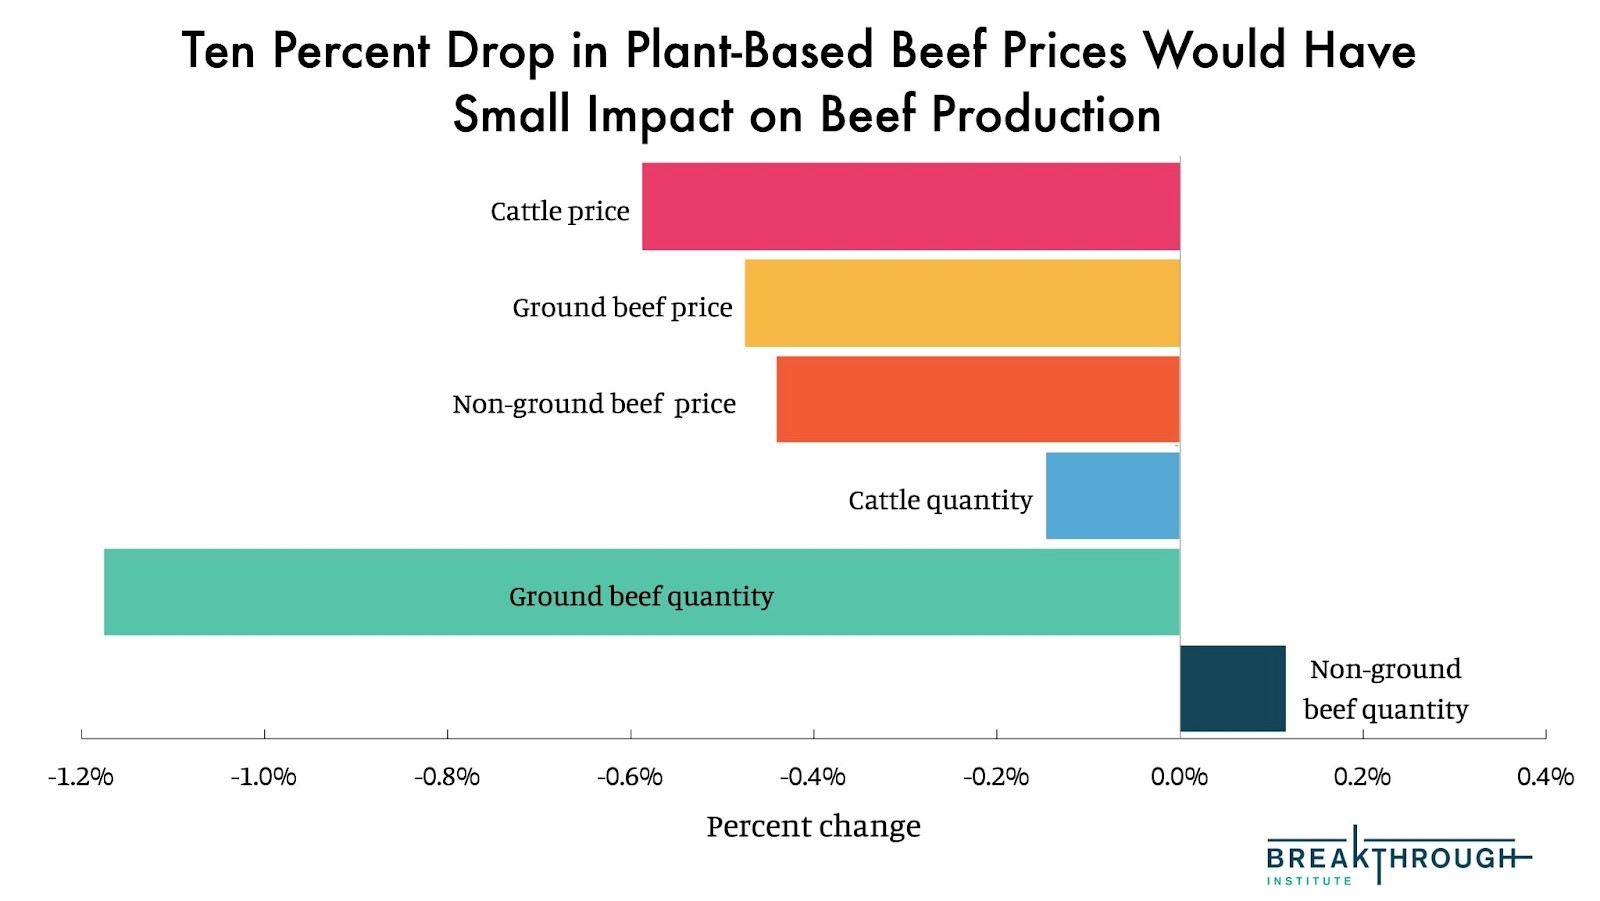 Ten Percent Drop in Plant-Based Beef Prices Would Have
Small Impact on Beef Production
Cattle price
Ground beef price
Non-ground beef price
Cattle quantity
Ground beef quantity
Non-ground
beef quantity
-1.2% -1.0% -0.8% -0.6% -0.4% -0.2% 0.0% 0.2% 0.4%
Percent change
BREAKTHROUGH
INSTITUTE